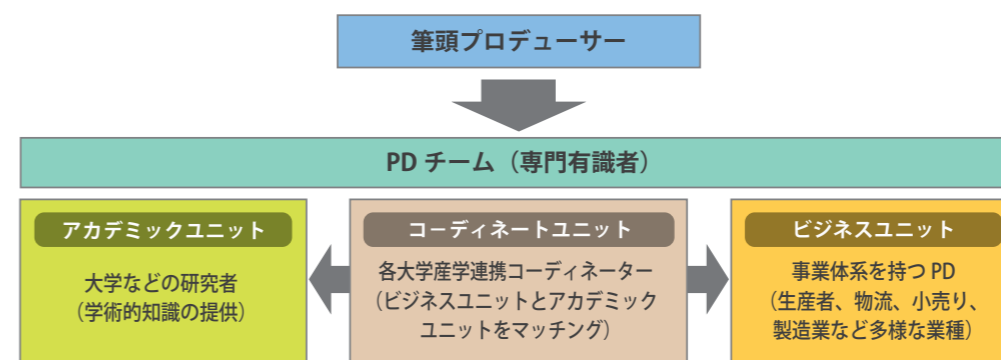 筆頭プロデューサー
PD チーム（専門有識者）
アカデミックユニット
大学などの研究者
（学術的知識の提供）
コーディネートユニット
各大学産学連携コーディネーター
（ビジネスユニットとアカデミック
ユニットをマッチング）
ビジネスユニット
事業体系を持つ PD
（生産者、物流、小売り、
製造業など多様な業種）